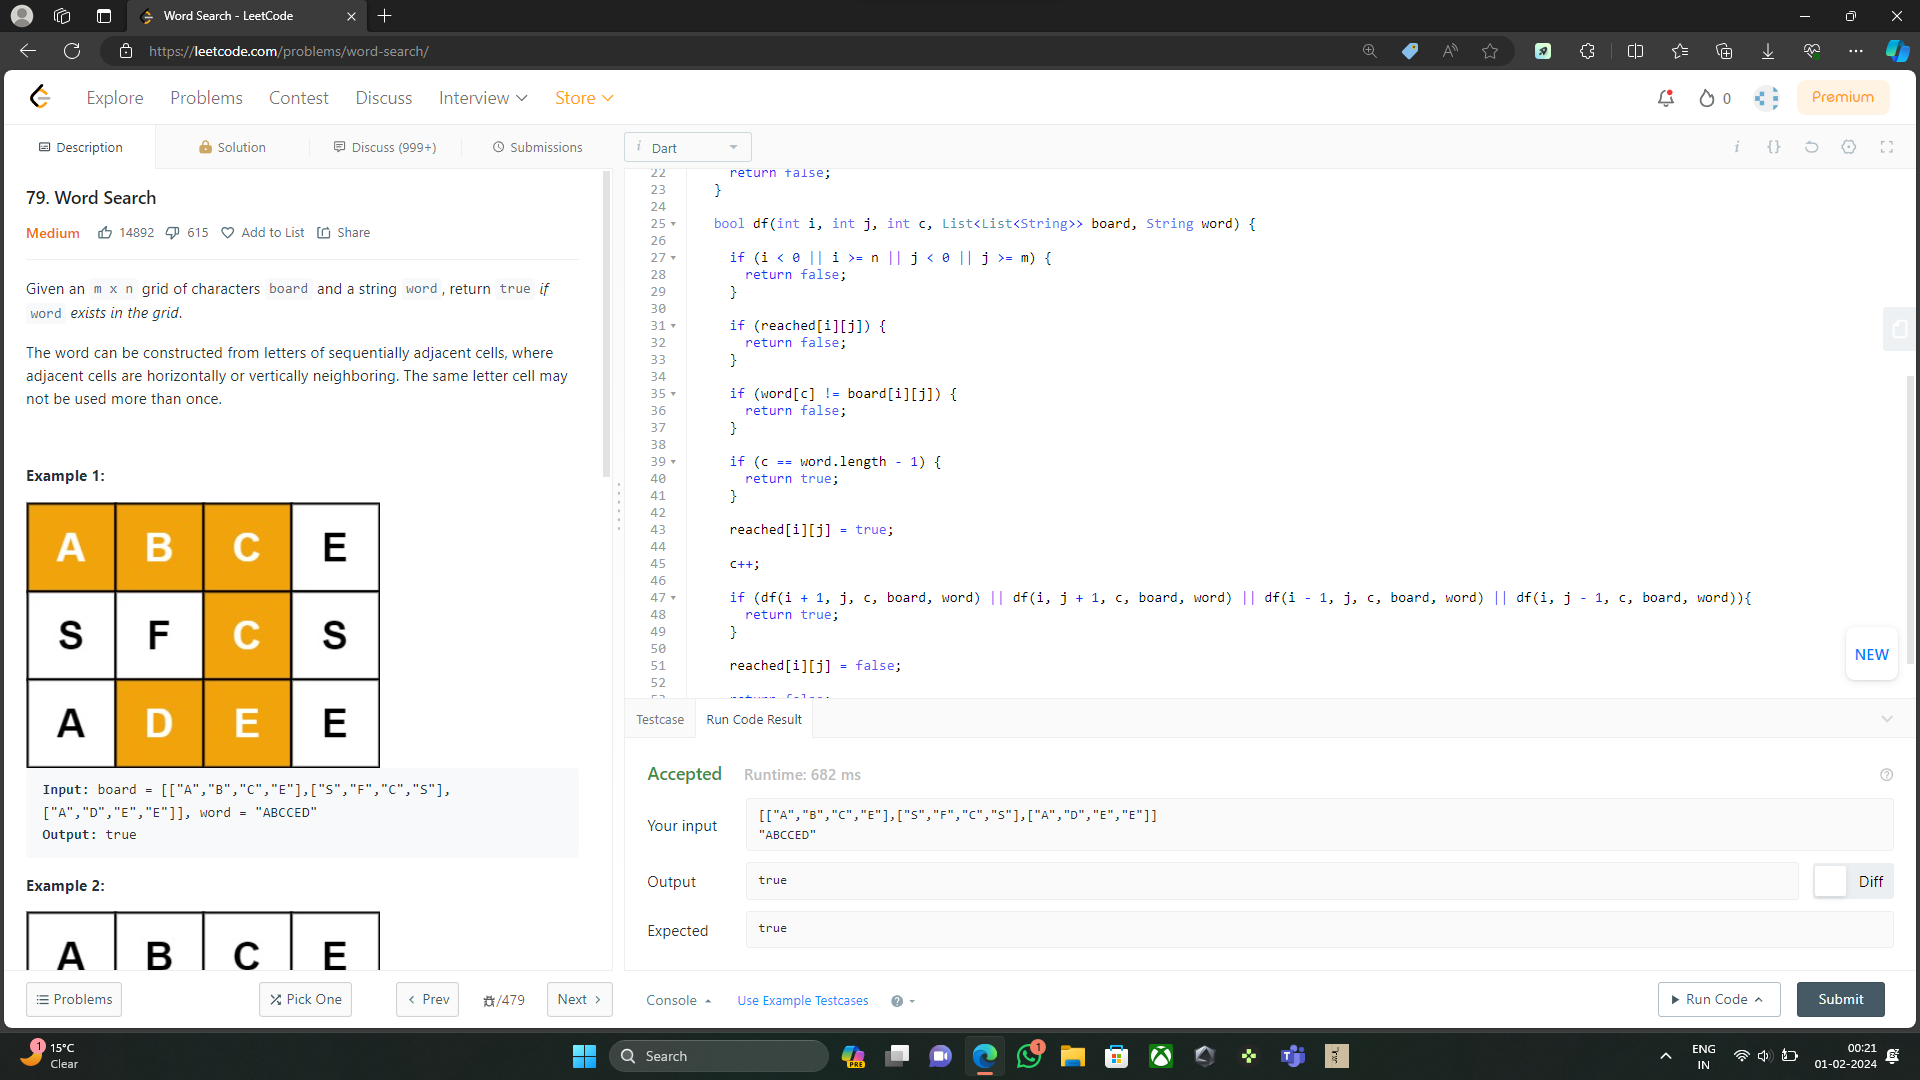 Word Search - LeetCode
https://leetcode.com/problems/word-search/
Explore Problems Contest Discuss Interview Store
0 Premium
Description Solution Discuss (999+) Submissions
i Dart
i {}
79. Word Search
Medium 14892 615 Add to List Share
Given an m x n grid of characters board and a string word, return true if
word exists in the grid.
The word can be constructed from letters of sequentially adjacent cells, where
adjacent cells are horizontally or vertically neighboring. The same letter cell may
not be used more than once.
Example 1:
A B C E
S F C S
A D E E
Input: board = [["A","B","C","E"],["S","F","C","S"],
["A","D","E","E"]], word = "ABCCED"
Output: true
Example 2:
A B C E
Problems Pick One Prev /479 Next
22 return false;
23 }
24
25 bool df(int i, int j, int c, List<List<String>> board, String word) {
26
27 if (i < 0 || i >= n || j < 0 || j >= m) {
28 return false;
29 }
30
31 if (reached[i][j]) {
32 return false;
33 }
34
35 if (word[c] != board[i][j]) {
36 return false;
37 }
38
39 if (c == word.length - 1) {
40 return true;
41 }
42
43 reached[i][j] = true;
44
45 c++;
46
47 if (df(i + 1, j, c, board, word) || df(i, j + 1, c, board, word) || df(i - 1, j, c, board, word) || df(i, j - 1, c, board, word)){
48 return true;
49 }
50
51 reached[i][j] = false;
52
NEW
Testcase Run Code Result
Accepted Runtime: 682 ms
Your input
[["A","B","C","E"],["S","F","C","S"],["A","D","E","E"]]
"ABCCED"
Output true Diff
Expected true
Console Use Example Testcases Run Code Submit
1 15°C
Clear
Search
PRE
1
ENG
IN
00:21
01-02-2024